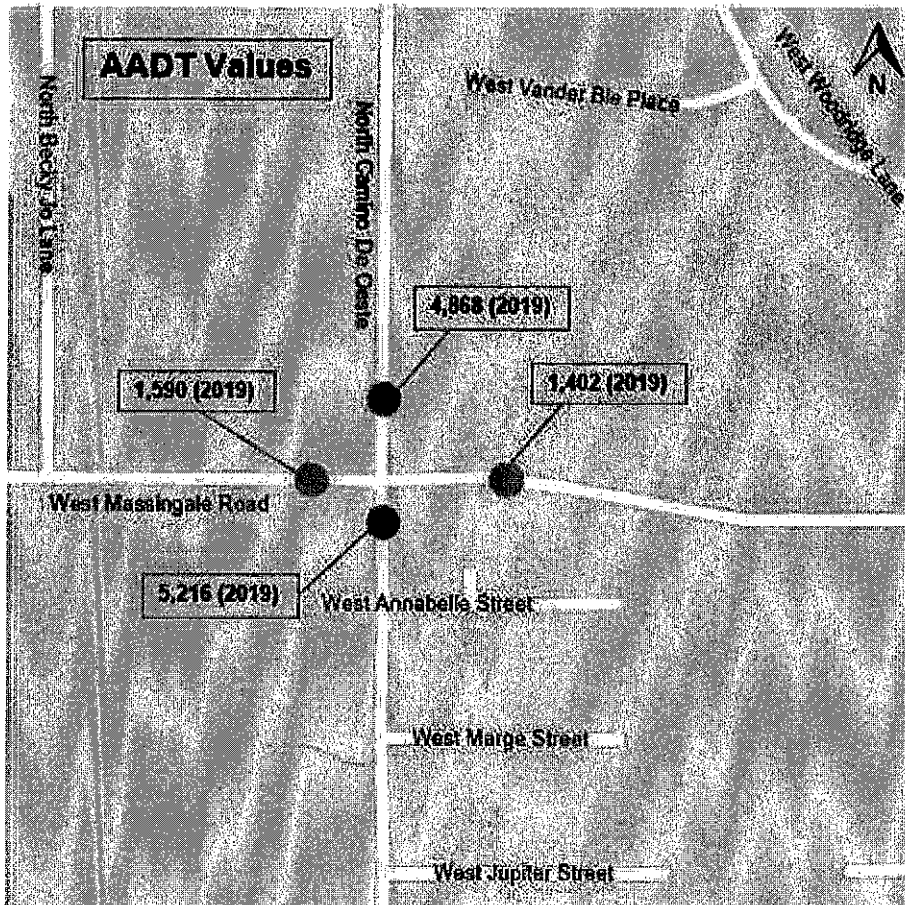 AADT Values
West Vander Bie Place
West Woodridge Lane
N
North Becky Jo Lane
North Camino De Oeste
4,868 (2019)
1,590 (2019)
1,402 (2019)
West Massingale Road
5,216 (2019)
West Annabelle Street
West Marge Street
West Jupiter Street